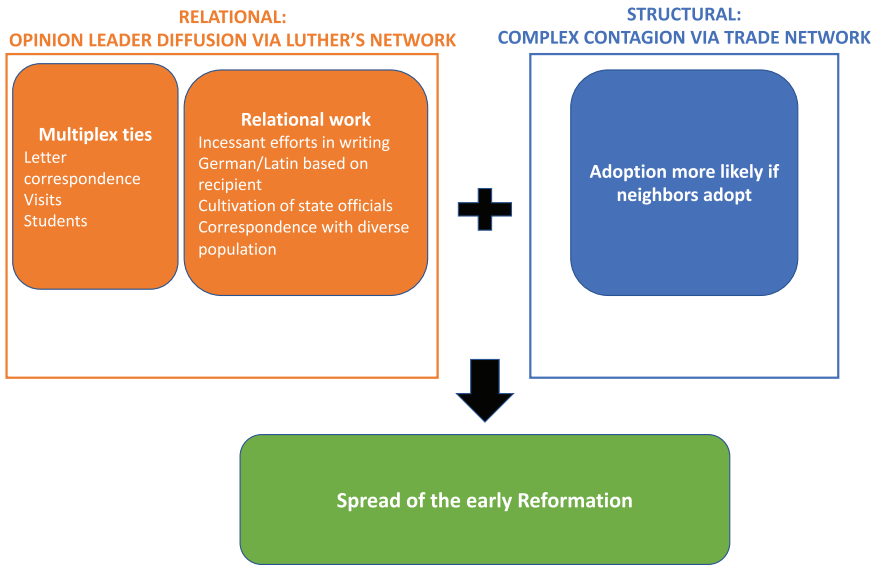 RELATIONAL:
OPINION LEADER DIFFUSION VIA LUTHER'S NETWORK
Multiplex ties
Letter
correspondence
Visits
Students
Relational work
Incessant efforts in writing
German/Latin based on
recipient
Cultivation of state officials
Correspondence with diverse
population
STRUCTURAL:
COMPLEX CONTAGION VIA TRADE NETWORK
Adoption more likely if
neighbors adopt
Spread of the early Reformation